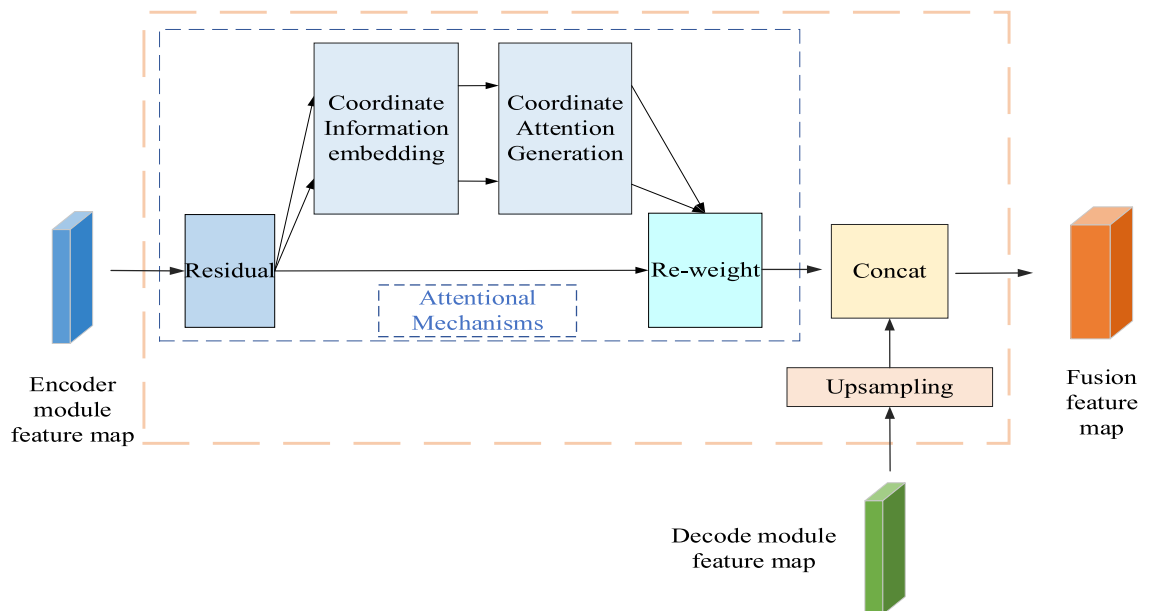 Coordinate
Information
embedding
Coordinate
Attention
Generation
Residual
Re-weight
Concat
Attentional
Mechanisms
Upsampling
Encoder
module
feature map
Fusion
feature
map
Decode module
feature map